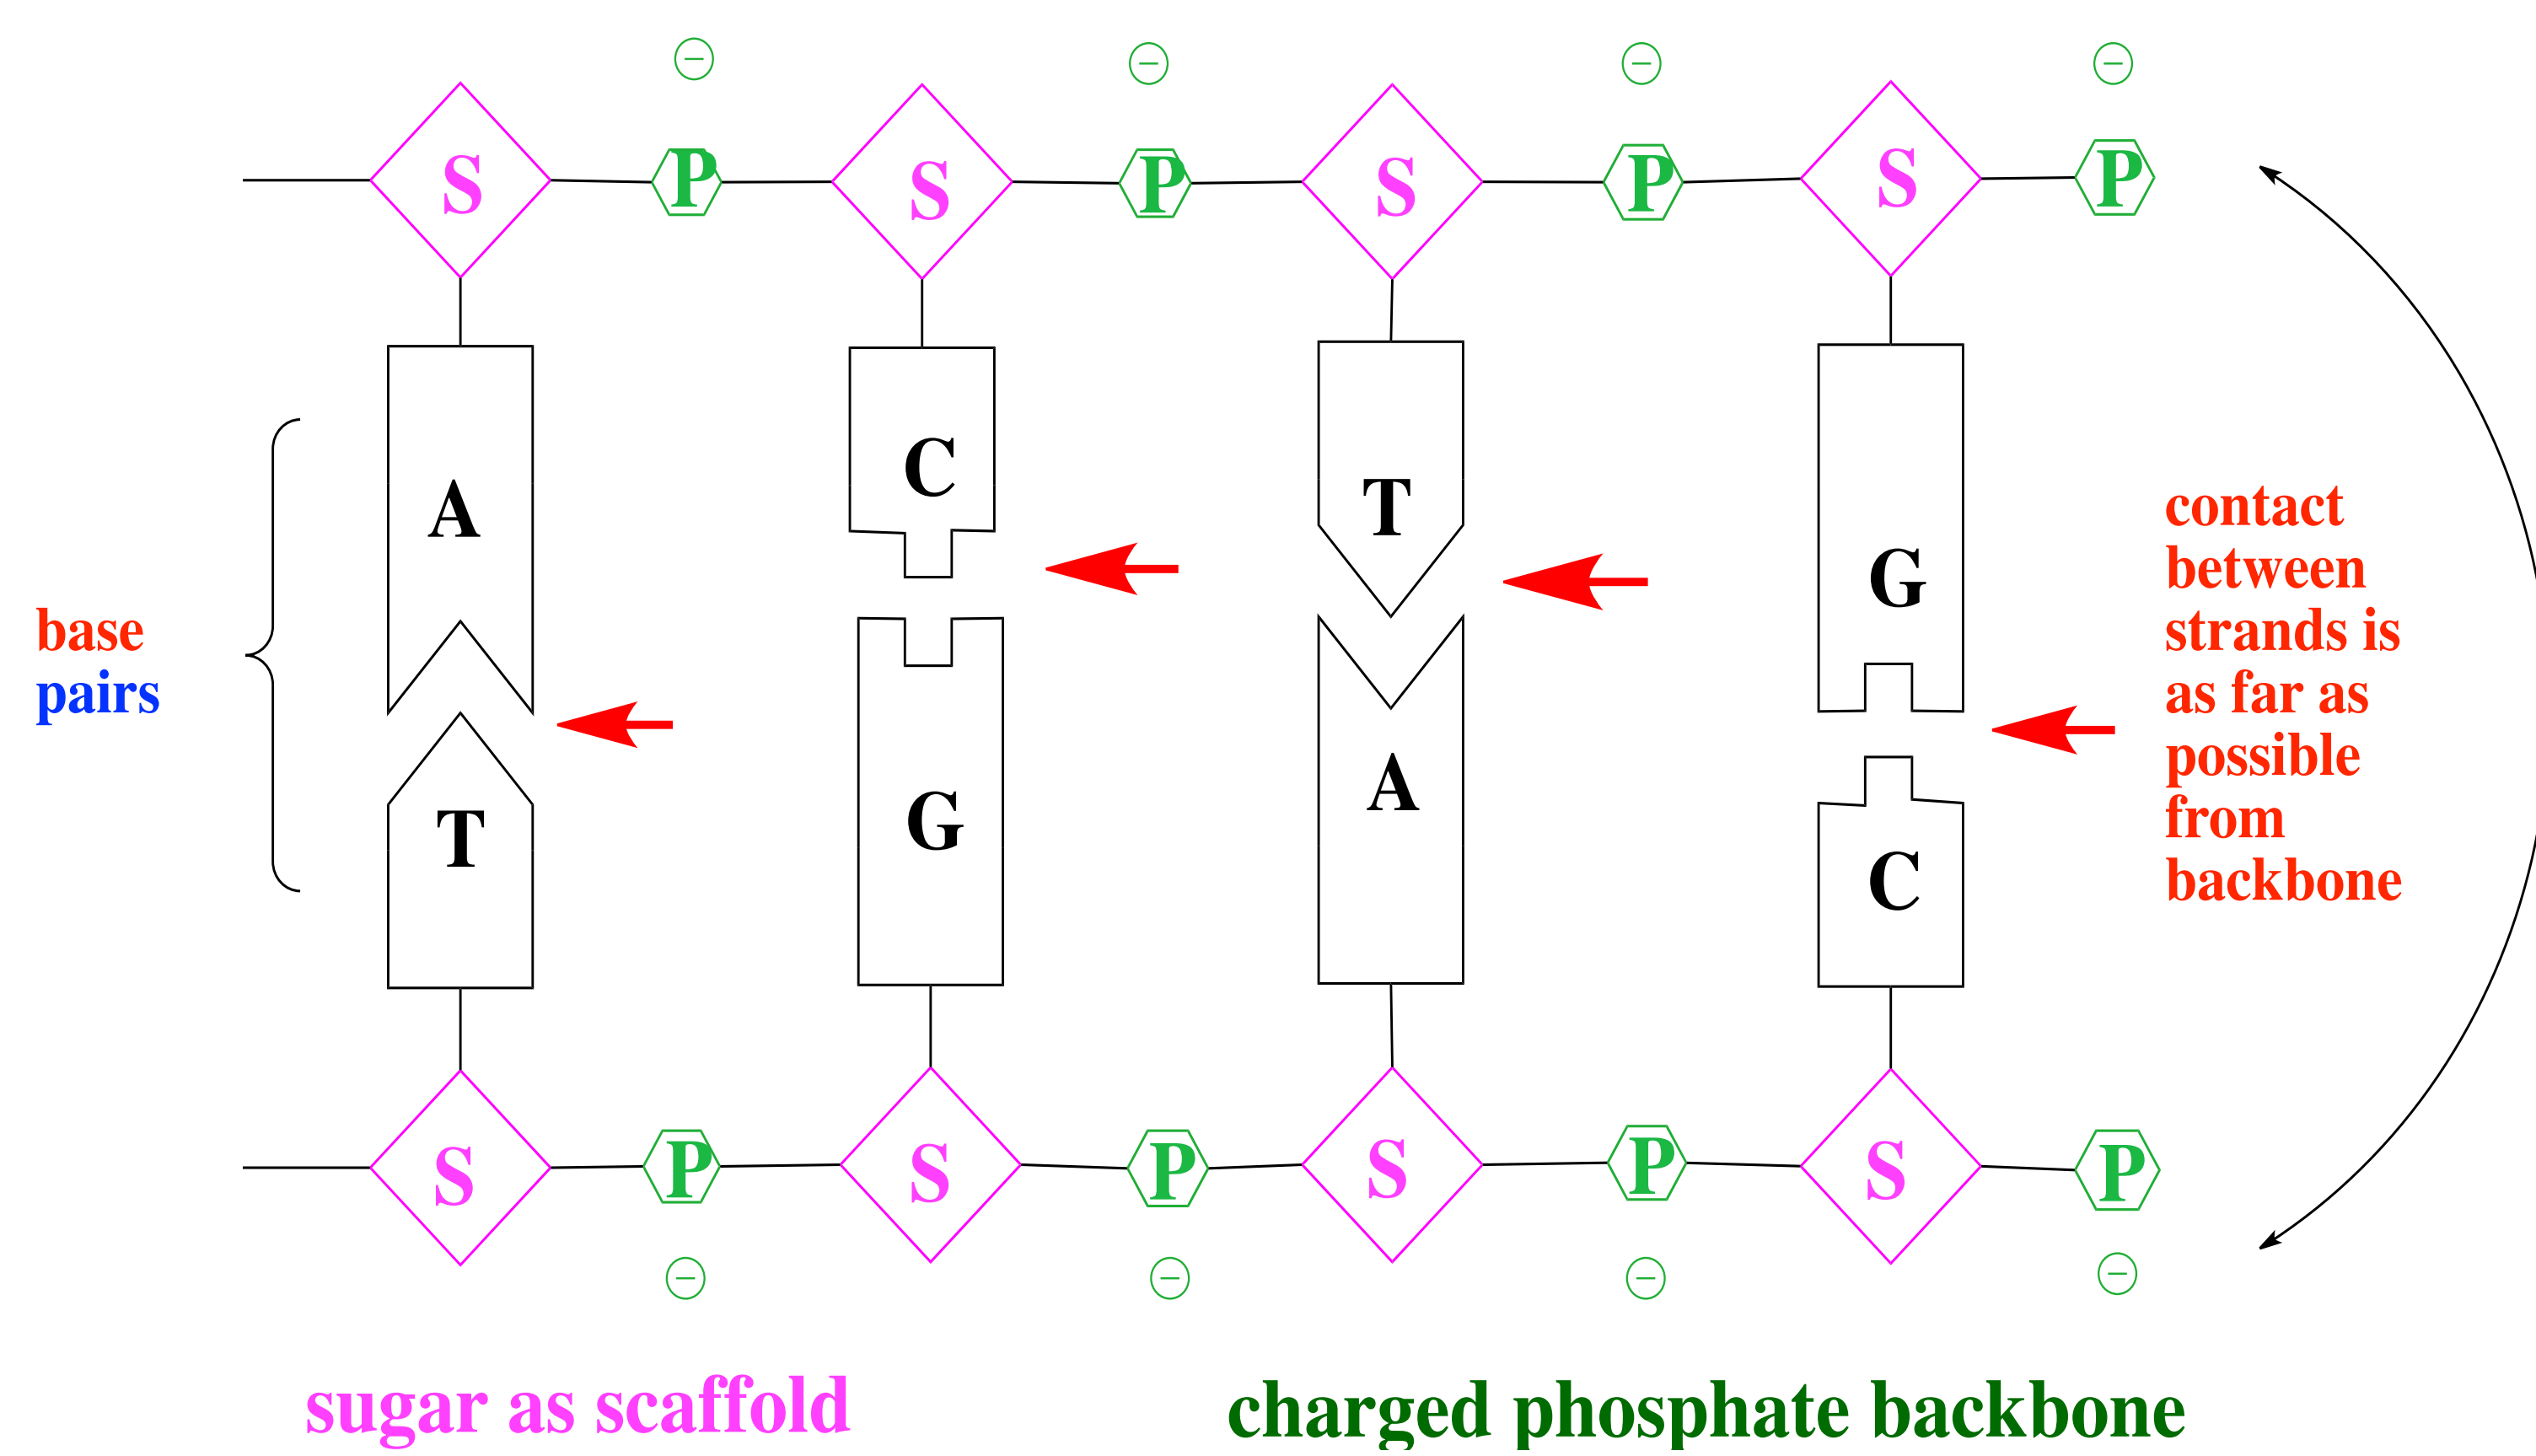 − − − −
S P S P S P S P
A C T G
T G A C
base
pairs
contact
between
strands is
as far as
possible
from
backbone
S P S P S P S P
− − − −
sugar as scaffold
charged phosphate backbone